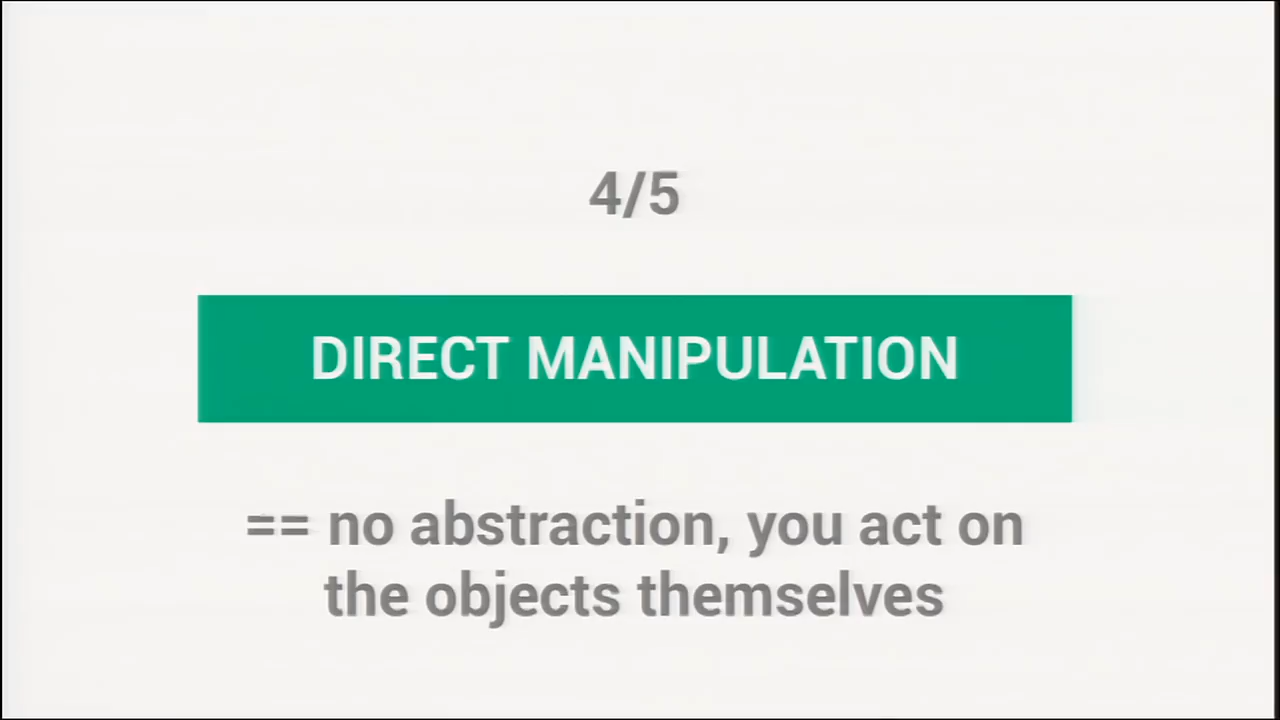 4/5
DIRECT MANIPULATION
== no abstraction, you act on
the objects themselves